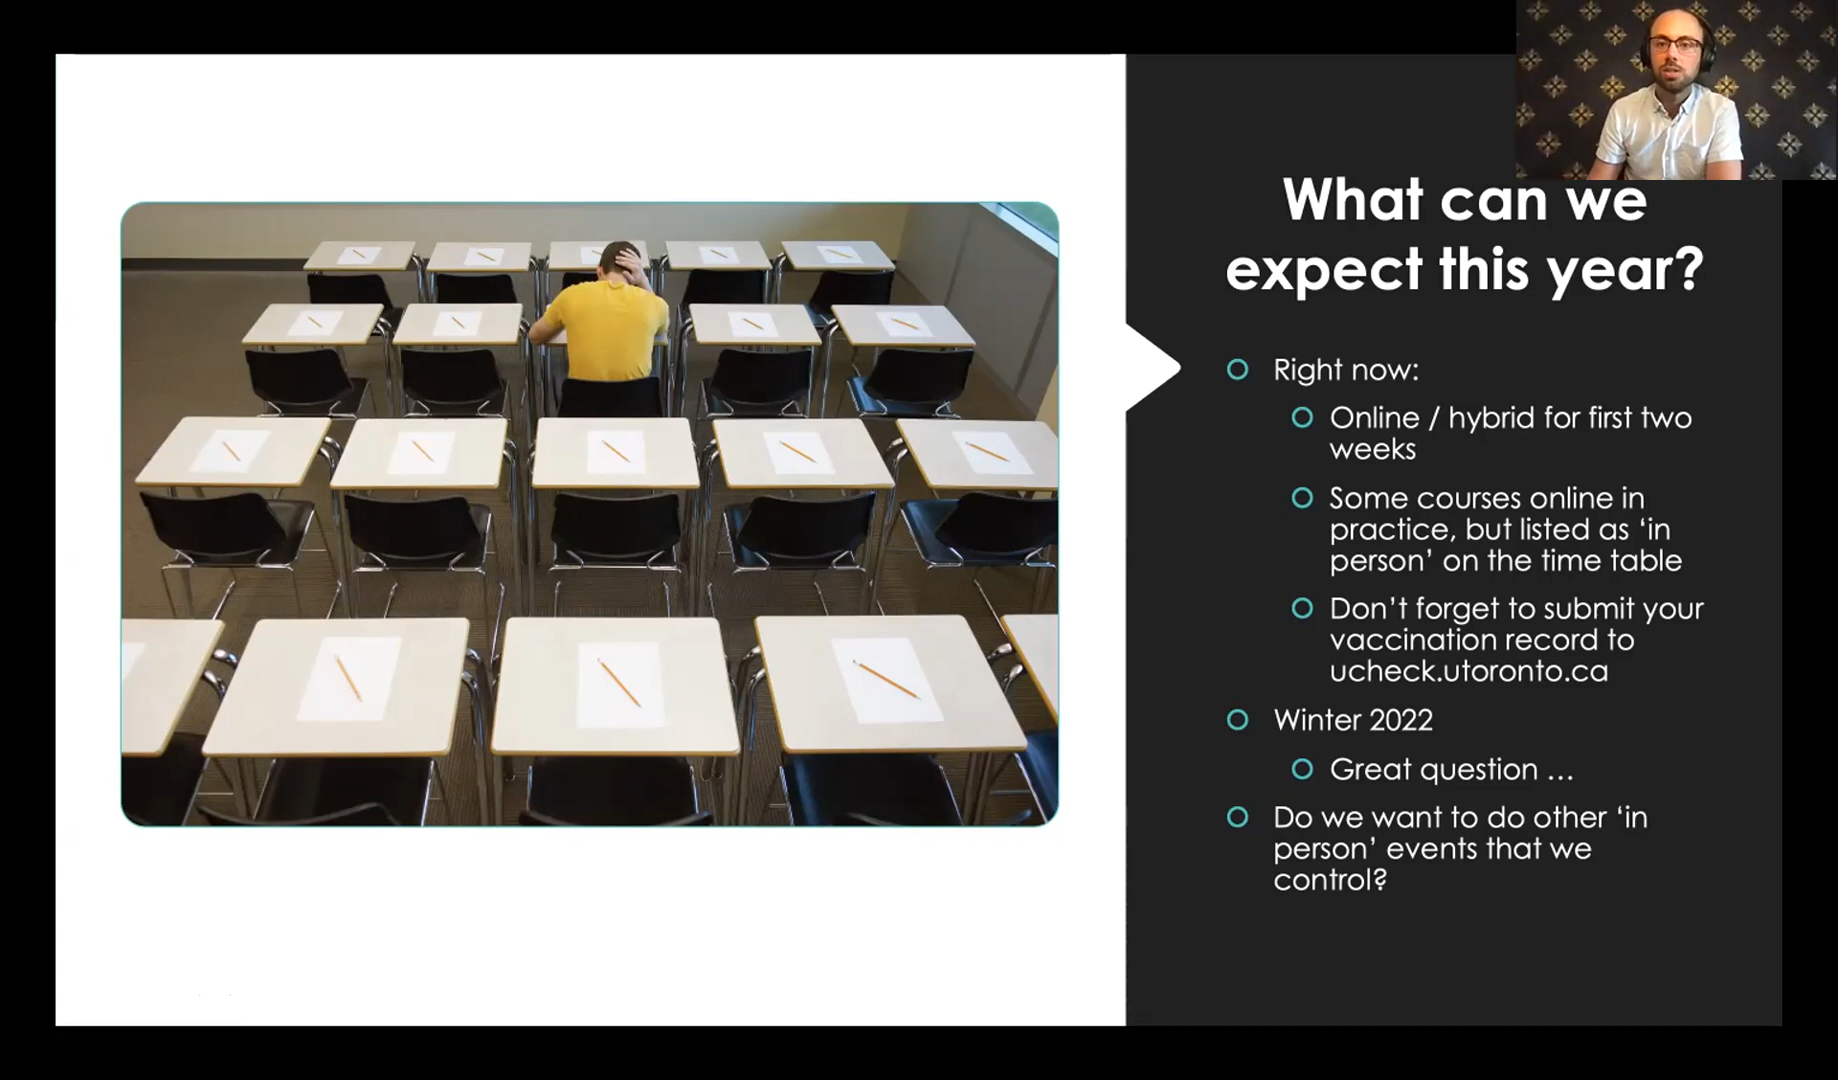 What can we
expect this year?
Right now:
Online / hybrid for first two
weeks
Some courses online in
practice, but listed as ‘in
person’ on the time table
Don’t forget to submit your
vaccination record to
ucheck.utoronto.ca
Winter 2022
Great question …
Do we want to do other ‘in
person’ events that we
control?